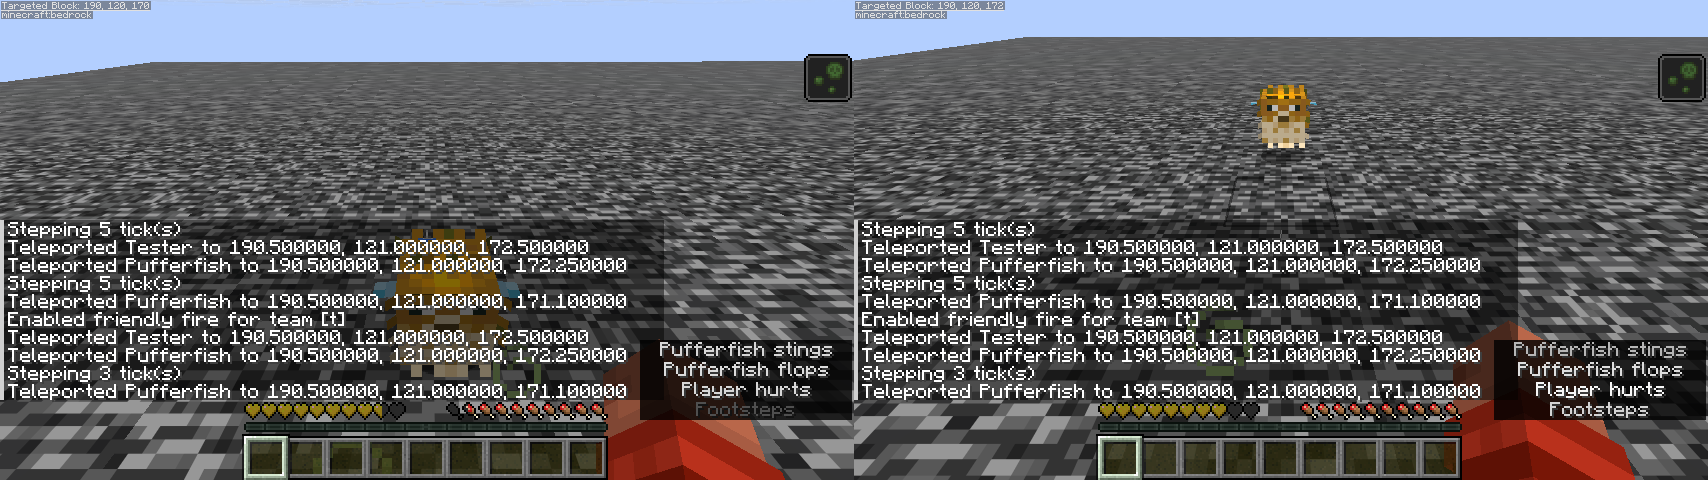 Targeted Block: 190, 120, 170
minecraft:bedrock
Stepping 5 tick(s)
Teleported Tester to 190.500000, 121.000000, 172.500000
Teleported Pufferfish to 190.500000, 121.000000, 172.250000
Stepping 5 tick(s)
Teleported Pufferfish to 190.500000, 121.000000, 171.100000
Enabled friendly fire for team [t]
Teleported Tester to 190.500000, 121.000000, 172.500000
Teleported Pufferfish to 190.500000, 121.000000, 172.250000
Stepping 3 tick(s)
Teleported Pufferfish to 190.500000, 121.000000, 171.100000
Pufferfish stings
Pufferfish flops
Player hurts
Footsteps
Targeted Block: 190, 120, 172
minecraft:bedrock
Stepping 5 tick(s)
Teleported Tester to 190.500000, 121.000000, 172.500000
Teleported Pufferfish to 190.500000, 121.000000, 172.250000
Stepping 5 tick(s)
Teleported Pufferfish to 190.500000, 121.000000, 171.100000
Enabled friendly fire for team [t]
Teleported Tester to 190.500000, 121.000000, 172.500000
Teleported Pufferfish to 190.500000, 121.000000, 172.250000
Stepping 3 tick(s)
Teleported Pufferfish to 190.500000, 121.000000, 171.100000
Pufferfish stings
Pufferfish flops
Player hurts
Footsteps